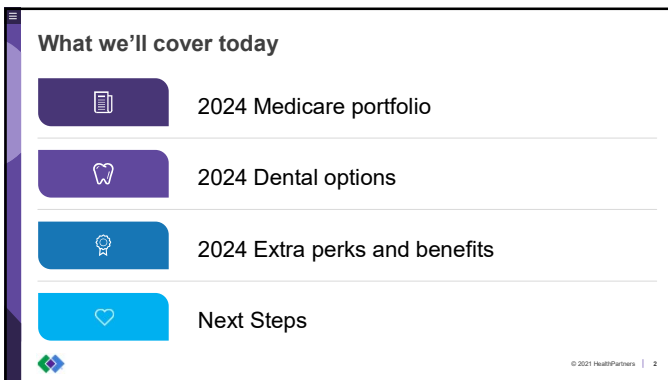 What we'll cover today
2024 Medicare portfolio
2024 Dental options
2024 Extra perks and benefits
Next Steps
© 2021 HealthPartners | 2